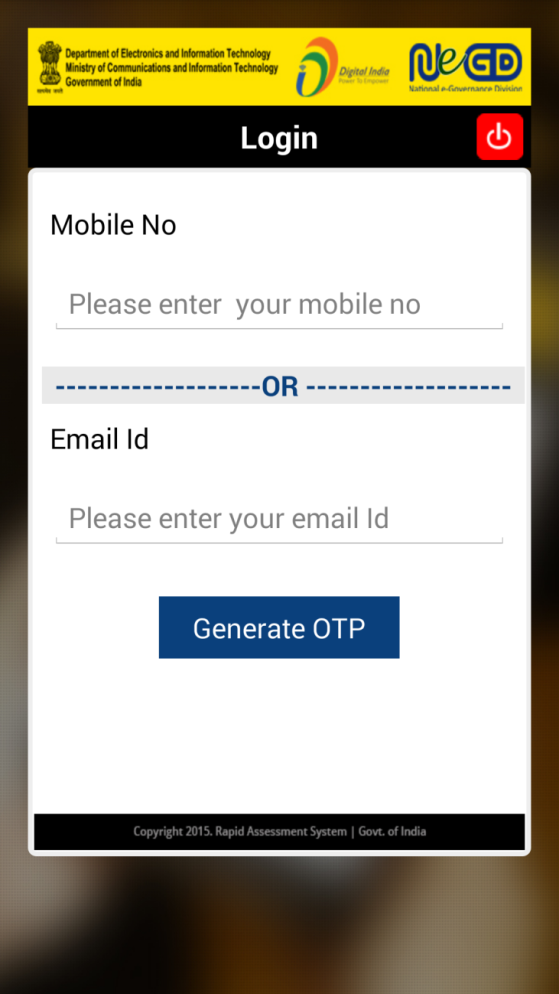 Department of Electronics and Information Technology
Ministry of Communications and Information Technology
Government of India
सत्यमेव जयते
Digital India
Power To Empower
NeGD
National e-Governance Division
Login
Mobile No
Please enter  your mobile no
-------------------OR -------------------
Email Id
Please enter your email Id
Generate OTP
Copyright 2015. Rapid Assessment System | Govt. of India